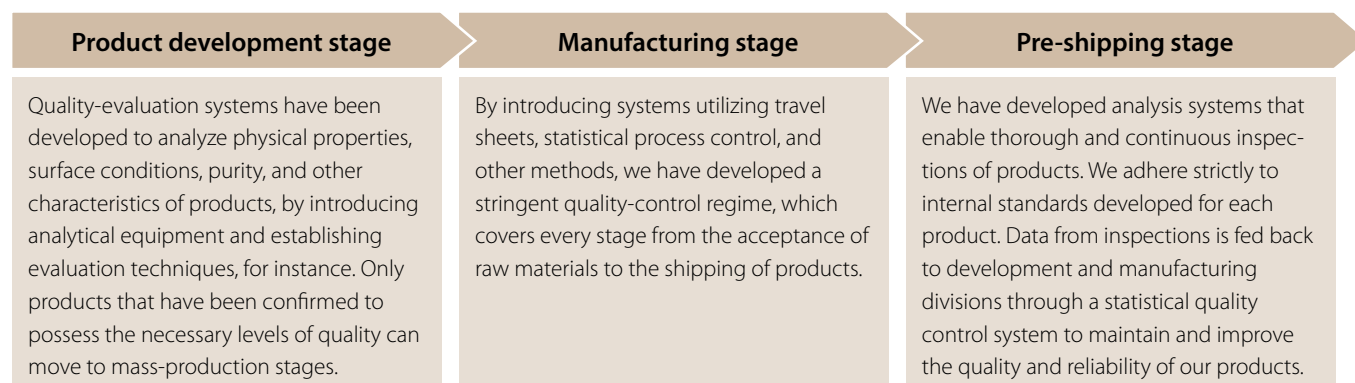 Product development stage
Quality-evaluation systems have been
developed to analyze physical properties,
surface conditions, purity, and other
characteristics of products, by introducing
analytical equipment and establishing
evaluation techniques, for instance. Only
products that have been confirmed to
possess the necessary levels of quality can
move to mass-production stages.
Manufacturing stage
By introducing systems utilizing travel
sheets, statistical process control, and
other methods, we have developed a
stringent quality-control regime, which
covers every stage from the acceptance of
raw materials to the shipping of products.
Pre-shipping stage
We have developed analysis systems that
enable thorough and continuous inspec-
tions of products. We adhere strictly to
internal standards developed for each
product. Data from inspections is fed back
to development and manufacturing
divisions through a statistical quality
control system to maintain and improve
the quality and reliability of our products.